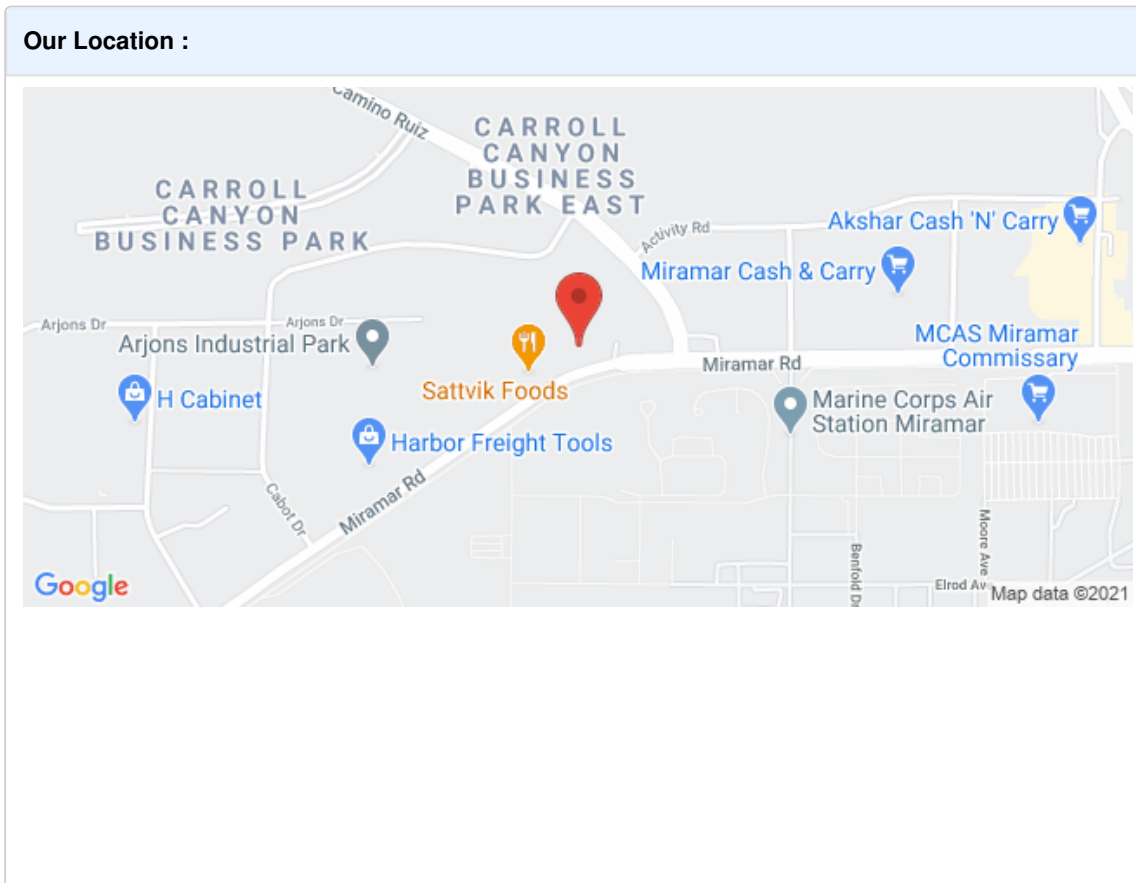 Our Location :
Camino Ruiz
CARROLL
CANYON
BUSINESS
PARK EAST
CARROLL
CANYON
BUSINESS PARK
Activity Rd
Akshar Cash 'N' Carry
Miramar Cash & Carry
Arjons Dr
Arjons Dr
Arjons Industrial Park
MCAS Miramar
Commissary
Miramar Rd
Sattvik Foods
H Cabinet
Marine Corps Air
Station Miramar
Harbor Freight Tools
Miramar Rd
Cabot Dr
Moore Ave
Benfold Dr
Elrod Av
Google
Map data ©2021